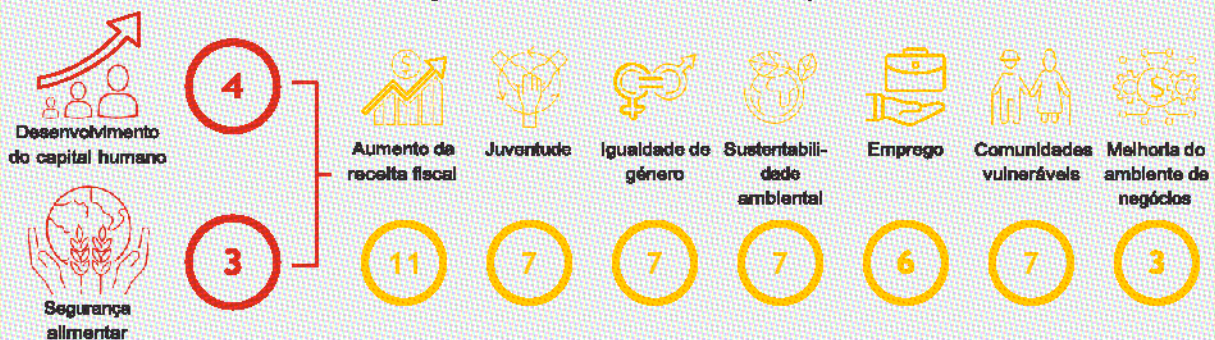 4
Desenvolvimento
do capital humano
3
Segurança
alimentar
Aumento da
receita fiscal
11
Juventude
7
Igualdade de
género
7
Sustentabili-
dade
ambiental
7
Emprego
6
Comunidades
vulneráveis
7
Melhoria do
ambiente de
negócios
3